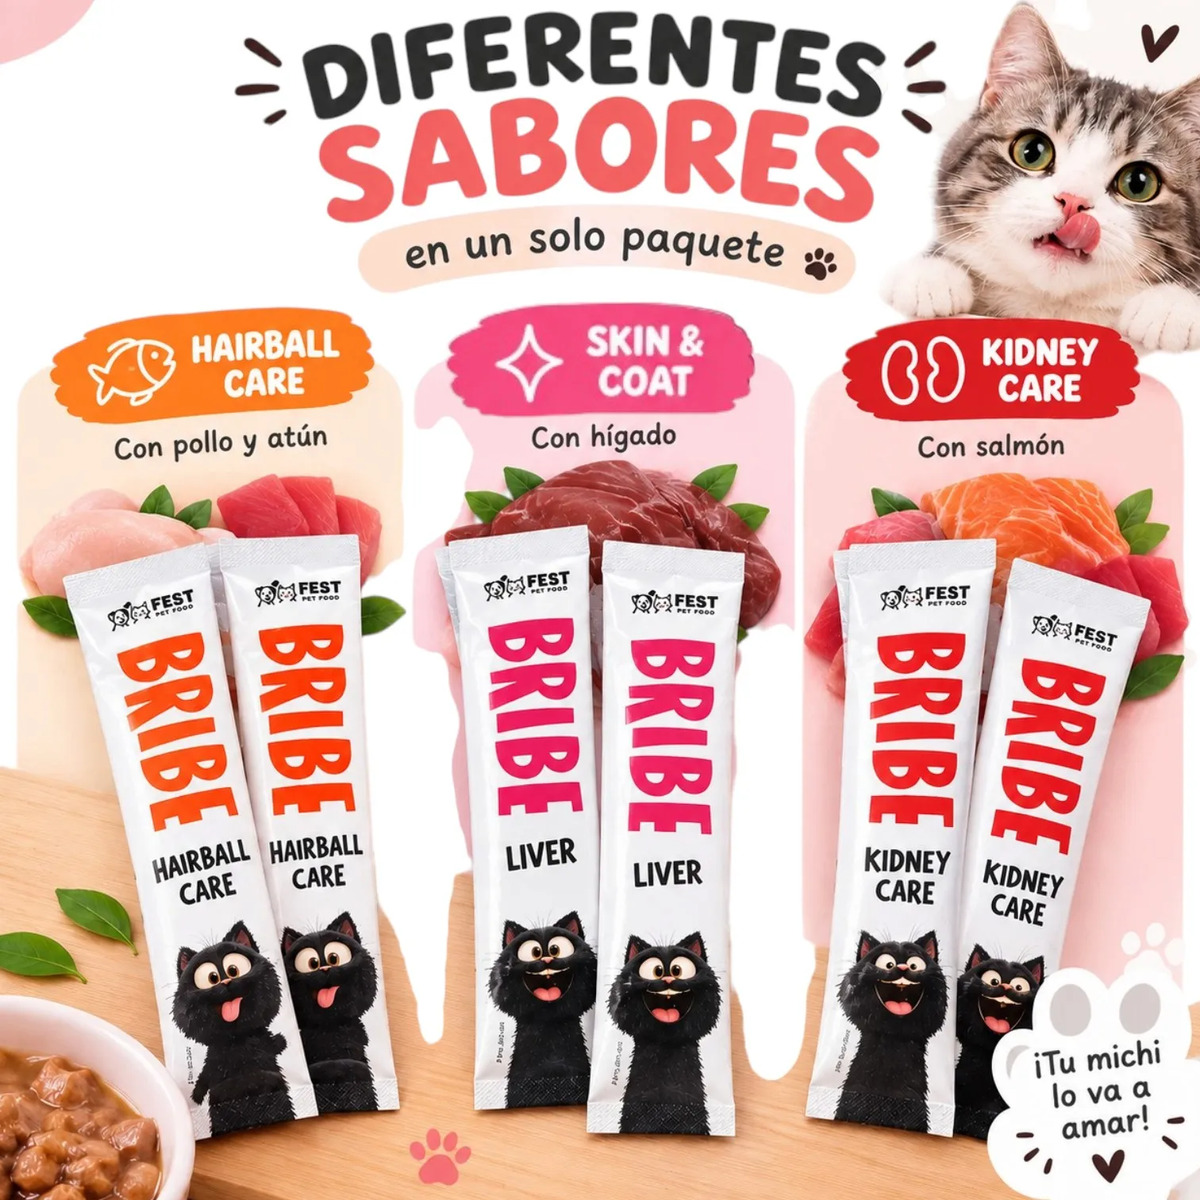 DIFERENTES
SABORES
en un solo paquete
HAIRBALL
CARE
Con pollo y atún
SKIN &
COAT
Con hígado
KIDNEY
CARE
Con salmón
FEST
PET FOOD
BRIBE
HAIRBALL
CARE
FEST
PET FOOD
BRIBE
HAIRBALL
CARE
FEST
PET FOOD
BRIBE
LIVER
FEST
PET FOOD
BRIBE
LIVER
FEST
PET FOOD
BRIBE
KIDNEY
CARE
FEST
PET FOOD
BRIBE
KIDNEY
CARE
¡Tu michi
lo va a
amar!